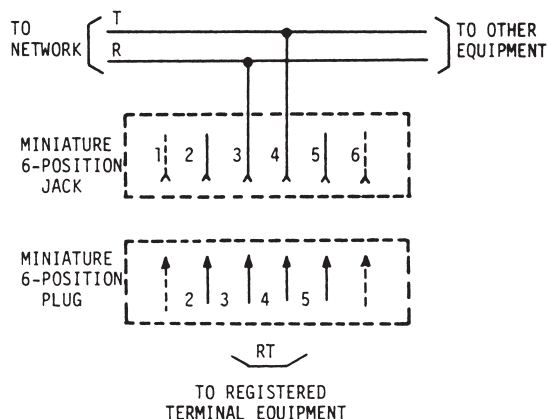 T
TO NETWORK
R
TO OTHER EQUIPMENT
MINIATURE
6-POSITION
JACK
1 2 3 4 5 6
MINIATURE
6-POSITION
PLUG
2 3 4 5
RT
TO REGISTERED
TERMINAL EQUIPMENT